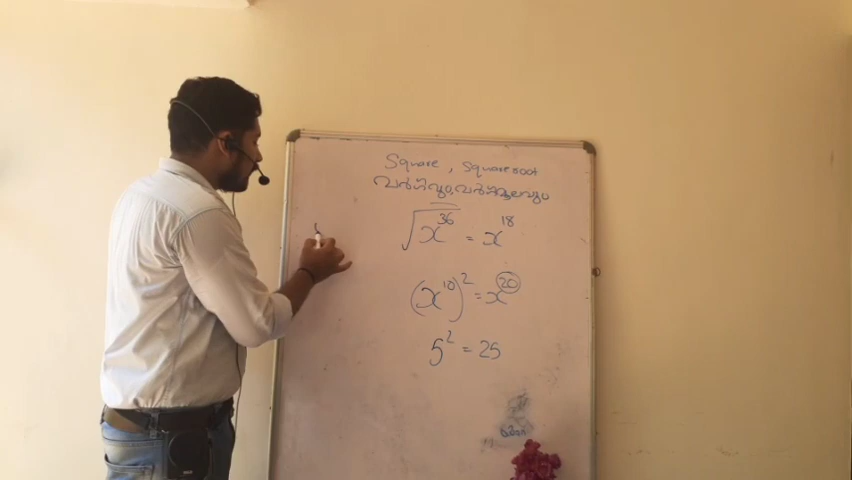 Square, Square root
വർഗ്ഗവും, വർഗ്ഗമൂലവും
√x³⁶ = x¹⁸
(x¹⁰)² = x²⁰
5² = 25